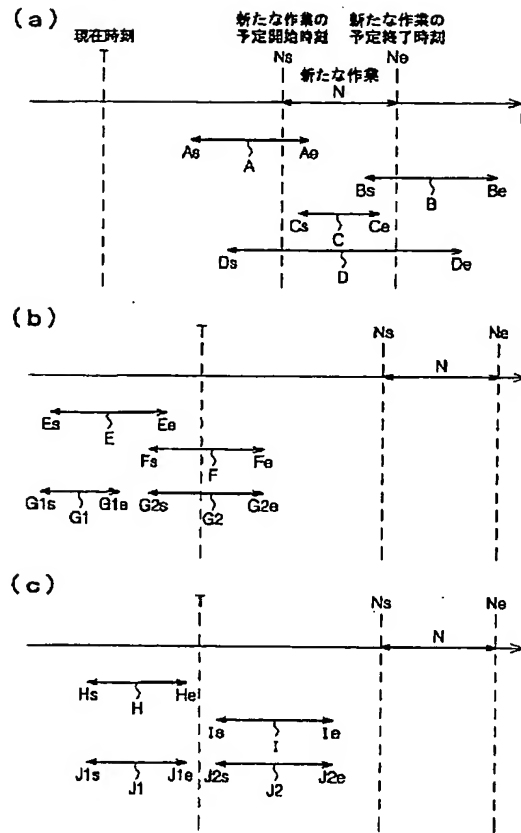 (a)
現在時刻
新たな作業の
予定開始時刻
新たな作業の
予定終了時刻
T
Ns
Ne
新たな作業
N
As
Ae
A
Bs
Be
B
Cs
Ce
C
Ds
De
D
(b)
T
Ns
Ne
N
Es
Ee
E
Fs
Fe
F
G1s
G1e
G1
G2s
G2e
G2
(c)
T
Ns
Ne
N
Hs
He
H
Is
Ie
I
J1s
J1e
J1
J2s
J2e
J2